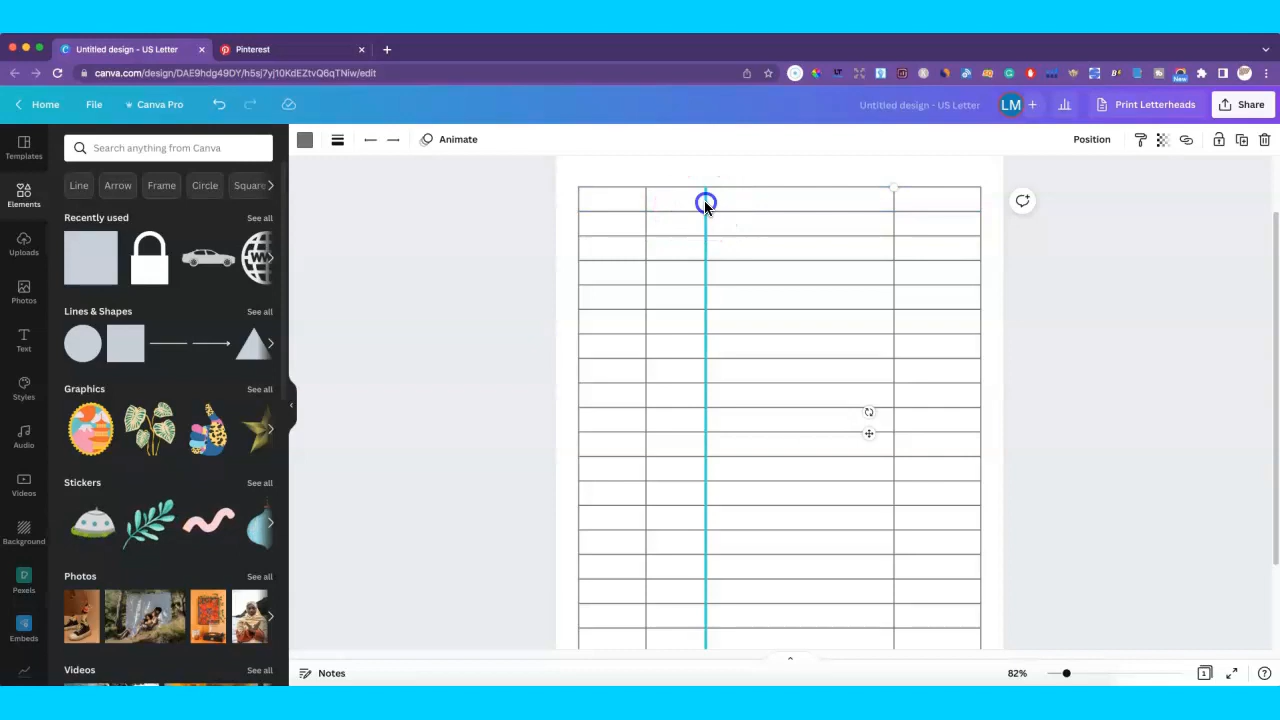 Untitled design - US Letter
Pinterest
canva.com/design/DAE9hdg49DY/h5sj7yj10KdEZtvQ6qTNiw/edit
New
Home
File
Canva Pro
Untitled design - US Letter
LM
Print Letterheads
Share
Templates
Search anything from Canva
Animate
Position
Line
Arrow
Frame
Circle
Square
Elements
Recently used
See all
Uploads
Photos
Lines & Shapes
See all
Text
Styles
Graphics
See all
Audio
Videos
Stickers
See all
Background
Pexels
Photos
See all
Embeds
Videos
See all
Notes
82%
1